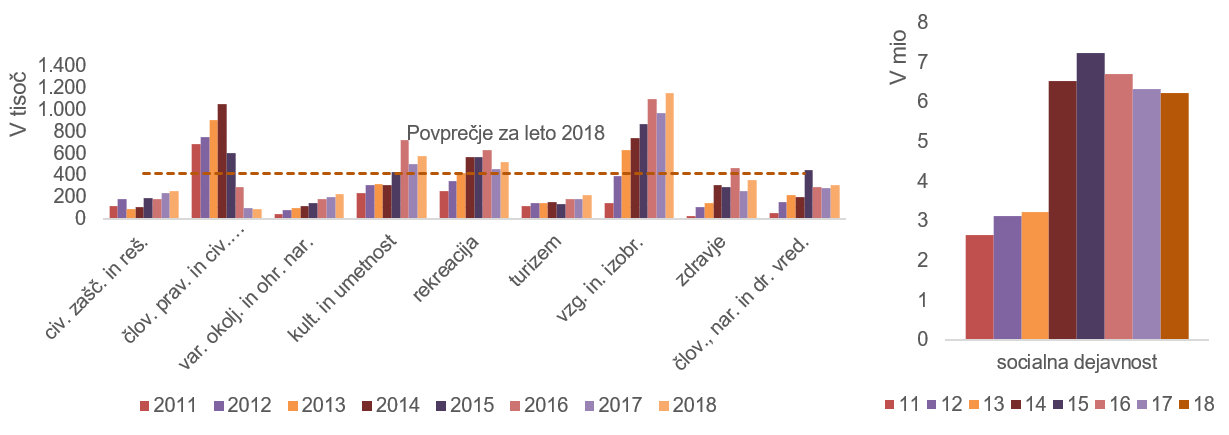 V tisoč
1.400
1.200
1.000
800
600
400
200
0
Povprečje za leto 2018
civ. zašč. in reš.
člov. prav. in civ....
var. okolj. in ohr. nar.
kult. in umetnost
rekreacija
turizem
vzg. in. izobr.
zdravje
člov., nar. in dr. vred.
2011 2012 2013 2014 2015 2016 2017 2018
V mio
8
7
6
5
4
3
2
1
0
socialna dejavnost
11 12 13 14 15 16 17 18